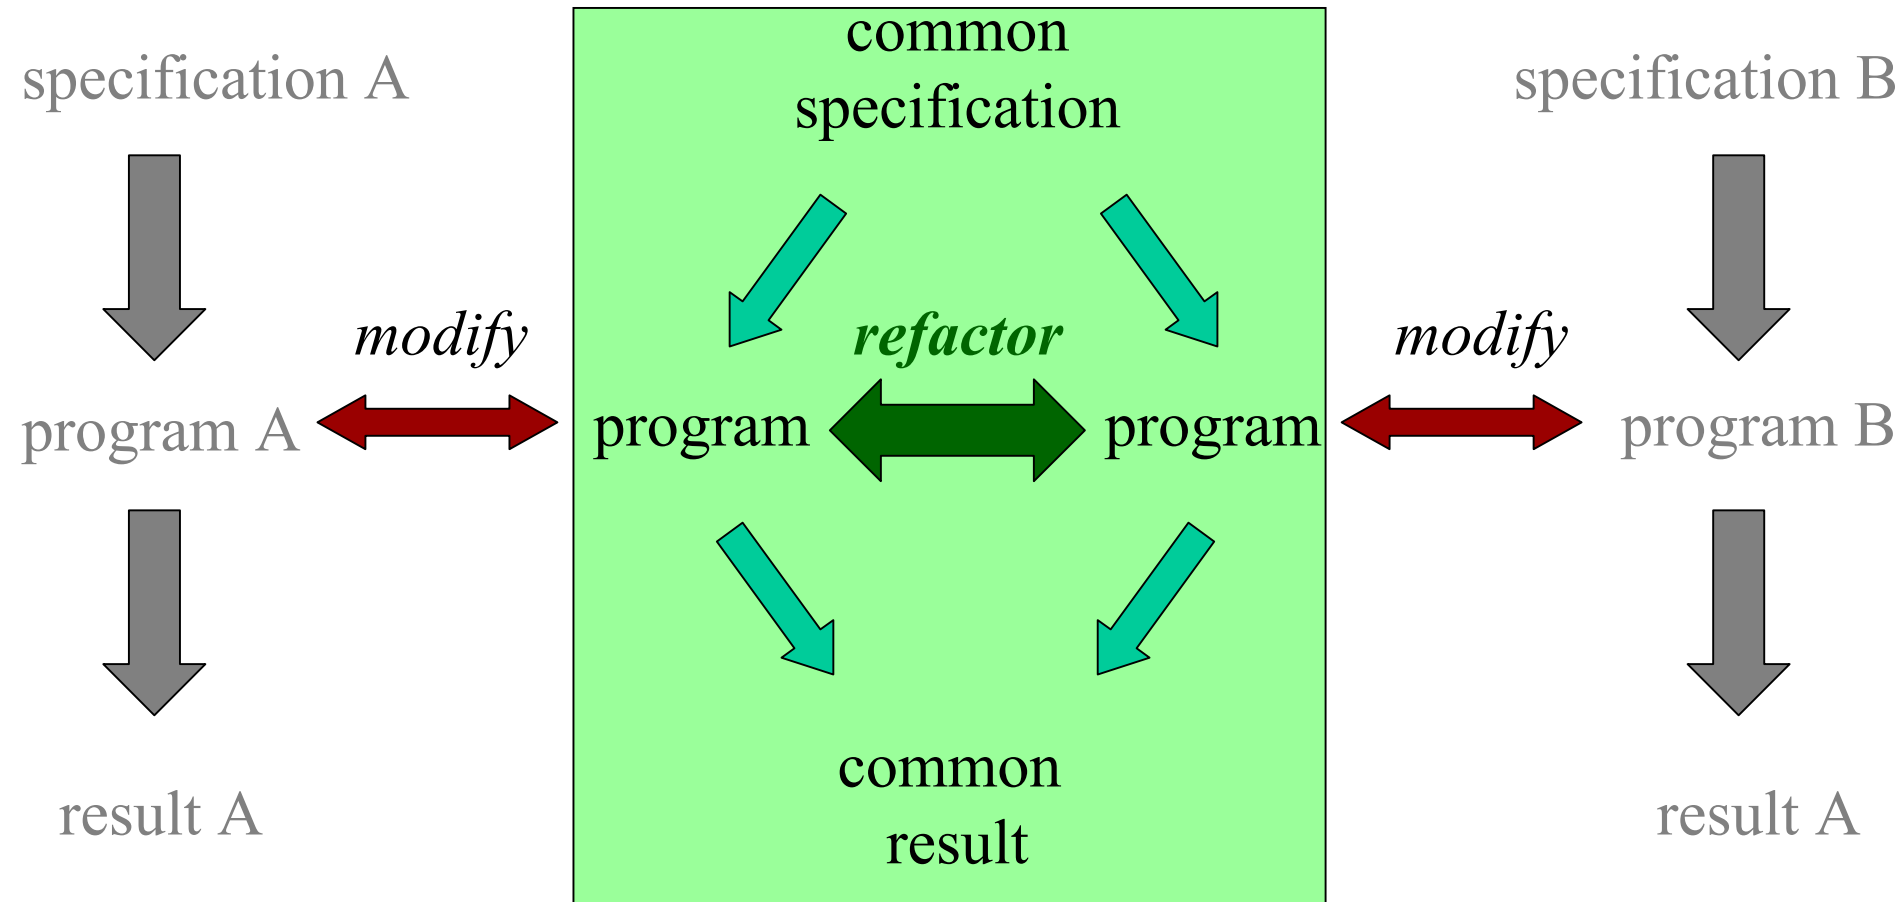 common
specification A
specification B
specification
modify
refactor
modify
program A
program
program
program B
common
result A
result A
result